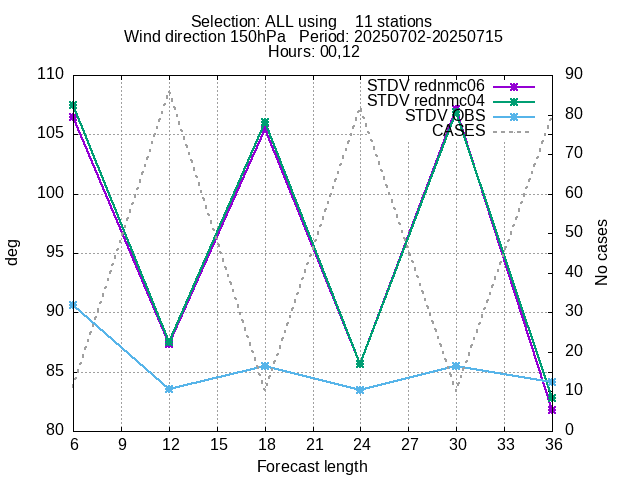 Selection: ALL using    11 stations
Wind direction 150hPa   Period: 20250702-20250715
Hours: 00,12
STDV rednmc06
STDV rednmc04
STDV OBS
CASES
110
105
100
95
90
85
80
deg
90
80
70
60
50
40
30
20
10
0
No cases
6 9 12 15 18 21 24 27 30 33 36
Forecast length